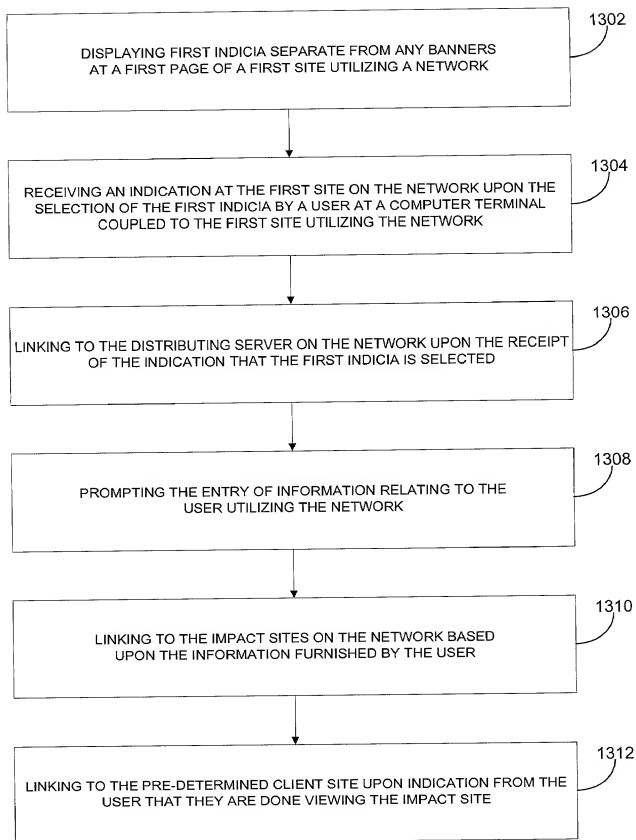 1302
DISPLAYING FIRST INDICIA SEPARATE FROM ANY BANNERS
AT A FIRST PAGE OF A FIRST SITE UTILIZING A NETWORK
1304
RECEIVING AN INDICATION AT THE FIRST SITE ON THE NETWORK UPON THE
SELECTION OF THE FIRST INDICIA BY A USER AT A COMPUTER TERMINAL
COUPLED TO THE FIRST SITE UTILIZING THE NETWORK
1306
LINKING TO THE DISTRIBUTING SERVER ON THE NETWORK UPON THE RECEIPT
OF THE INDICATION THAT THE FIRST INDICIA IS SELECTED
1308
PROMPTING THE ENTRY OF INFORMATION RELATING TO THE
USER UTILIZING THE NETWORK
1310
LINKING TO THE IMPACT SITES ON THE NETWORK BASED
UPON THE INFORMATION FURNISHED BY THE USER
1312
LINKING TO THE PRE-DETERMINED CLIENT SITE UPON INDICATION FROM THE
USER THAT THEY ARE DONE VIEWING THE IMPACT SITE